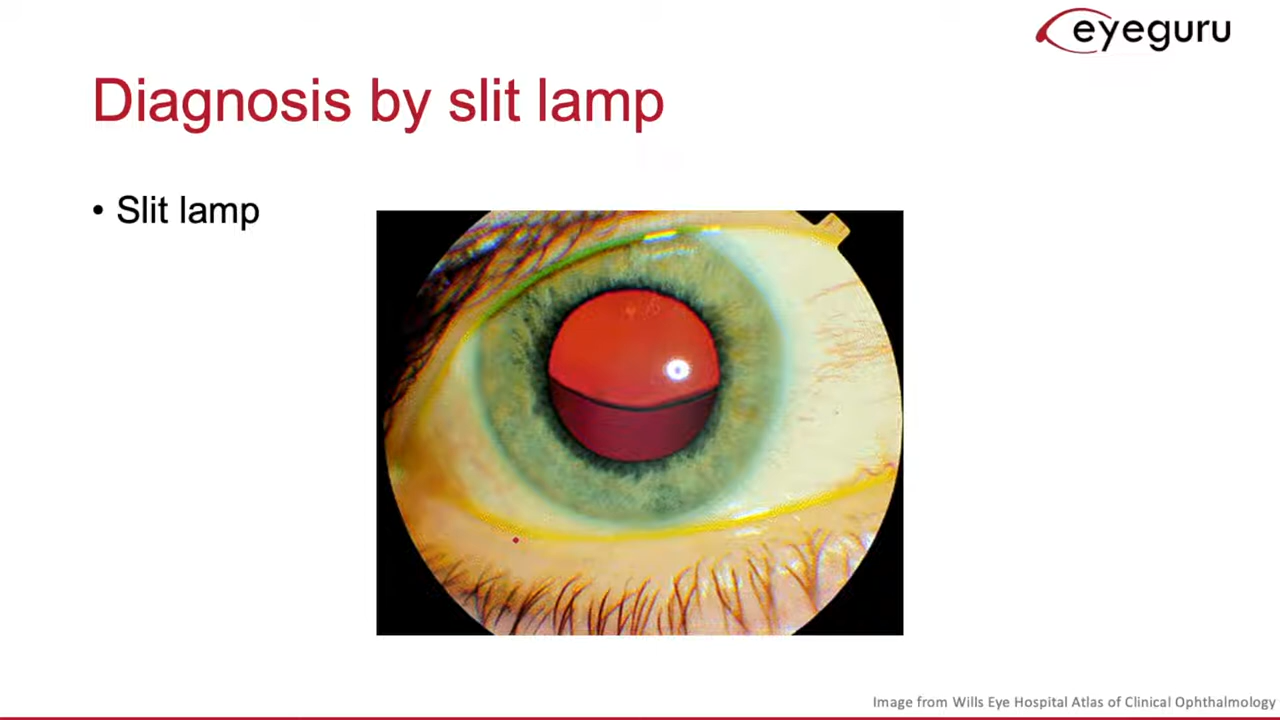 eyeguru
Diagnosis by slit lamp
• Slit lamp
Image from Wills Eye Hospital Atlas of Clinical Ophthalmology